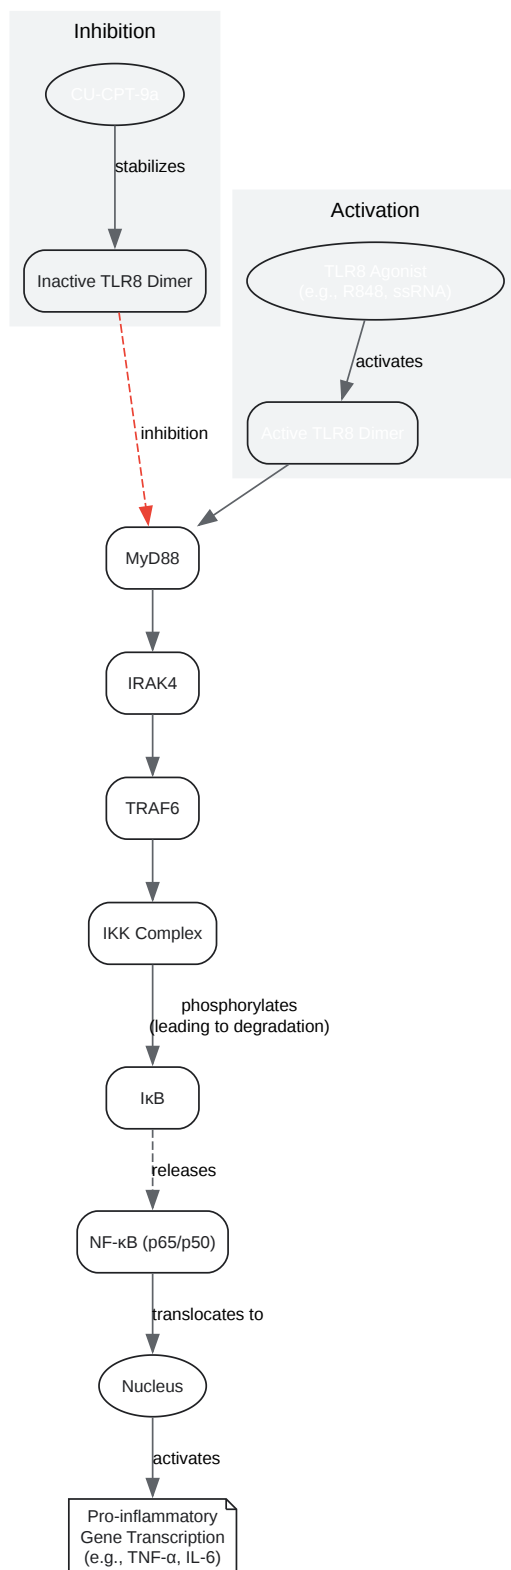 Inhibition
CU-CPT-9a
stabilizes
Inactive TLR8 Dimer
Activation
TLR8 Agonist
(e.g., R848, ssRNA)
activates
Active TLR8 Dimer
inhibition
MyD88
IRAK4
TRAF6
IKK Complex
phosphorylates
(leading to degradation)
IκB
releases
NF-κB (p65/p50)
translocates to
Nucleus
activates
Pro-inflammatory
Gene Transcription
(e.g., TNF-α, IL-6)